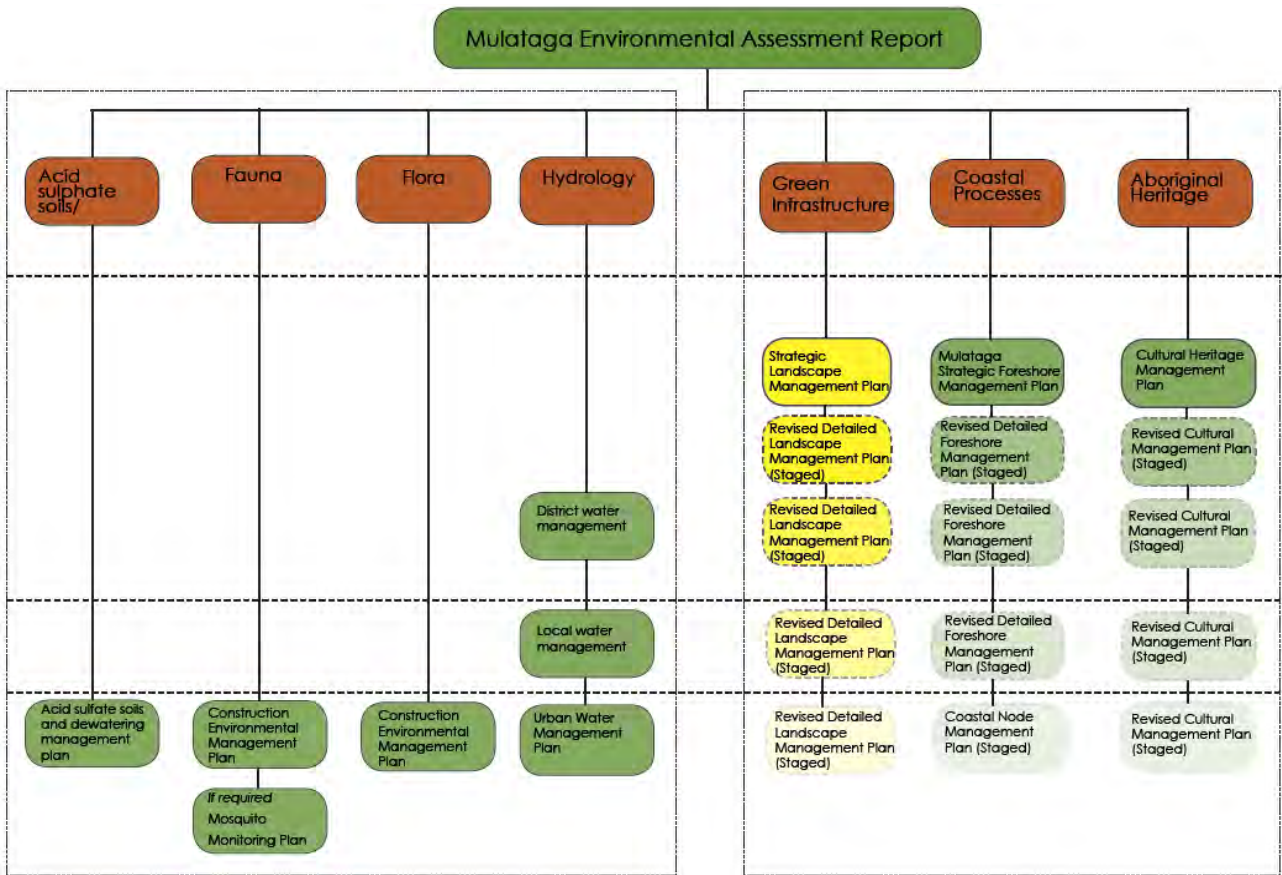 Mulataga Environmental Assessment Report
Acid
sulphate
soils/
Fauna
Flora
Hydrology
Green
Infrastructure
Coastal
Processes
Aboriginal
Heritage
Strategic
Landscape
Management Plan
Mulataga
Strategic Foreshore
Management Plan
Cultural Heritage
Management
Plan
Revised Detailed
Landscape
Management Plan
(Staged)
Revised Detailed
Foreshore
Management
Plan (Staged)
Revised Cultural
Management Plan
(Staged)
District water
management
Revised Detailed
Landscape
Management Plan
(Staged)
Revised Detailed
Foreshore
Management
Plan (Staged)
Revised Cultural
Management Plan
(Staged)
Local water
management
Revised Detailed
Landscape
Management Plan
(Staged)
Revised Detailed
Foreshore
Management
Plan (Staged)
Revised Cultural
Management Plan
(Staged)
Acid sulfate soils
and dewatering
management
plan
Construction
Environmental
Management
Plan
Construction
Environmental
Management Plan
Urban Water
Management
Plan
Revised Detailed
Landscape
Management Plan
(Staged)
Coastal Node
Management
Plan (Staged)
Revised Cultural
Management Plan
(Staged)
If required
Mosquito
Monitoring Plan